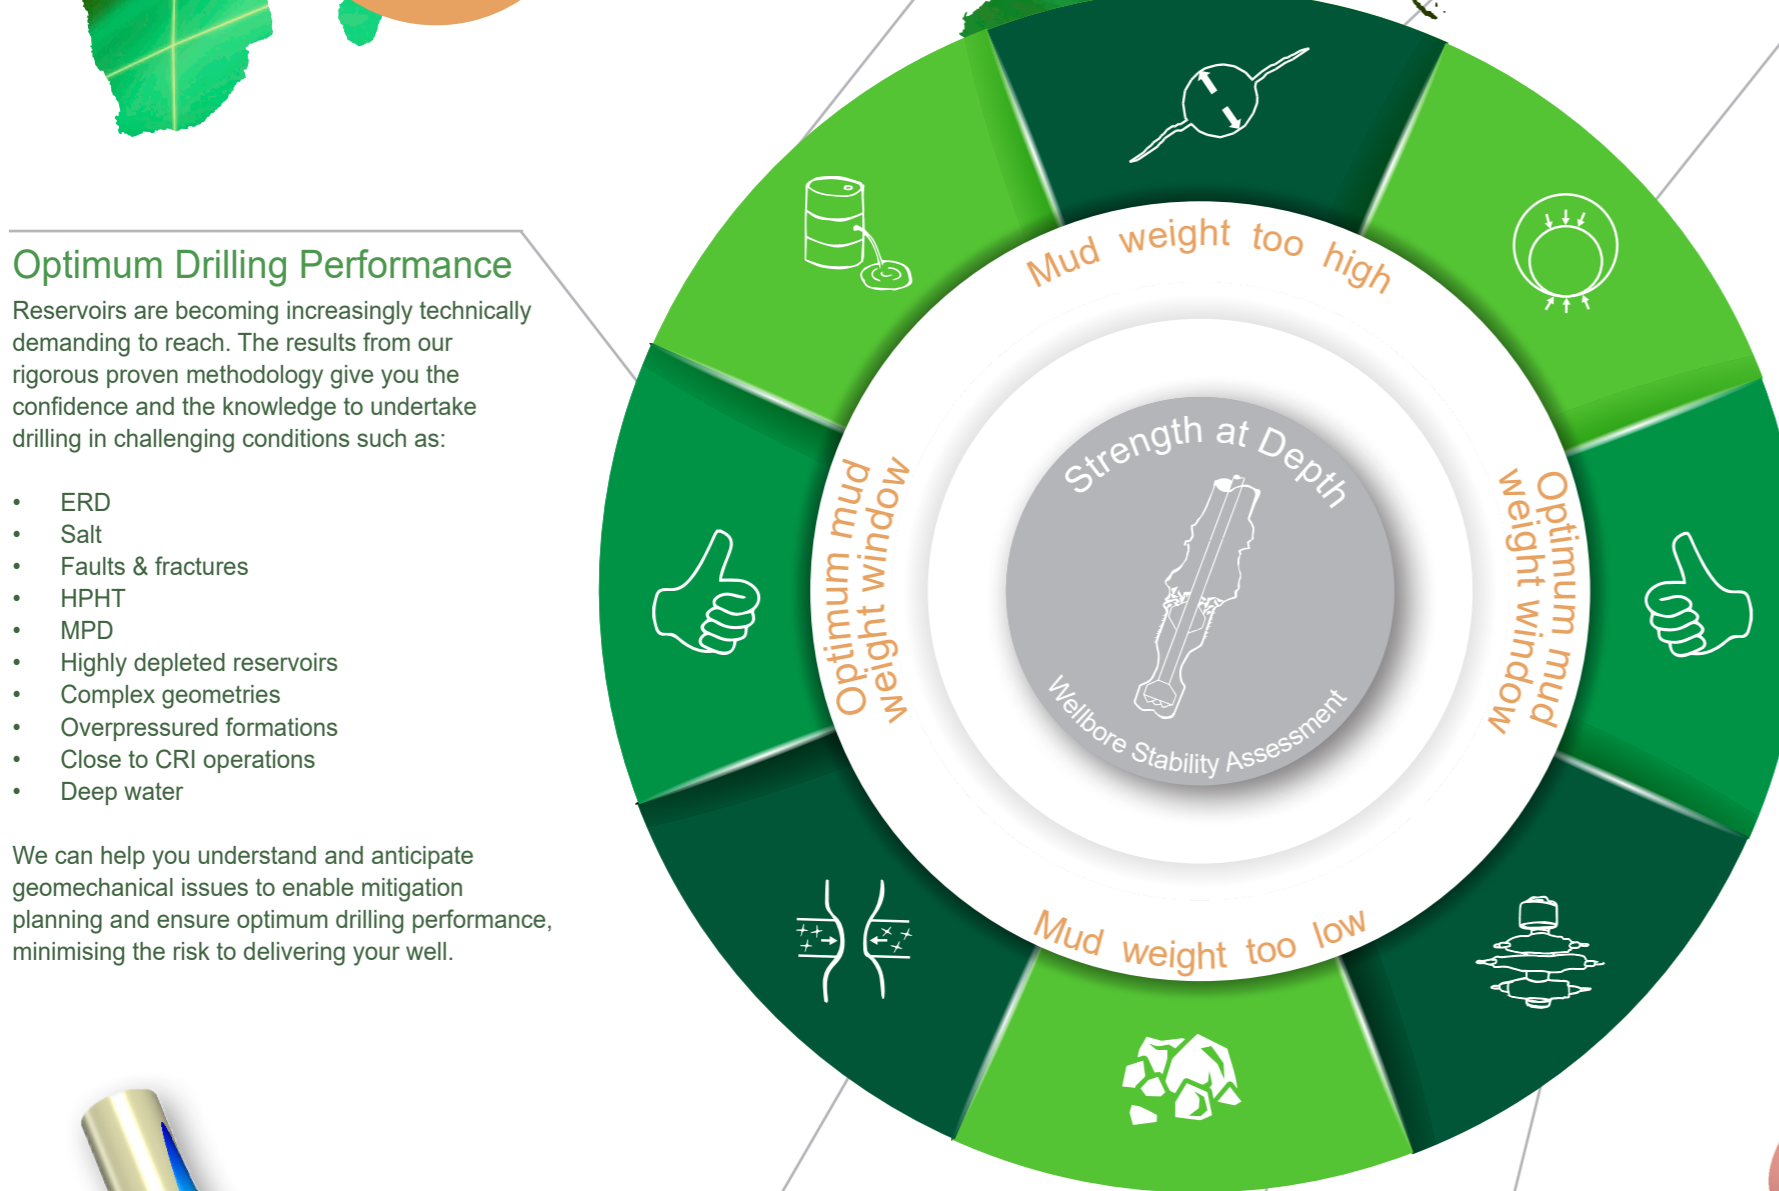 Optimum Drilling Performance
Reservoirs are becoming increasingly technically
demanding to reach. The results from our
rigorous proven methodology give you the
confidence and the knowledge to undertake
drilling in challenging conditions such as:
• ERD
• Salt
• Faults & fractures
• HPHT
• MPD
• Highly depleted reservoirs
• Complex geometries
• Overpressured formations
• Close to CRI operations
• Deep water
We can help you understand and anticipate
geomechanical issues to enable mitigation
planning and ensure optimum drilling performance,
minimising the risk to delivering your well.
Mud weight too high
Optimum mud
weight window
Strength at Depth
Wellbore Stability Assessment
Optimum mud
weight window
Mud weight too low